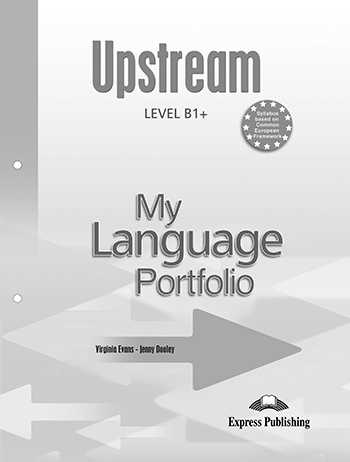 Upstream
LEVEL B1+
Syllabus
based on
Common
European
Framework
My
Language
Portfolio
Virginia Evans - Jenny Dooley
Express Publishing